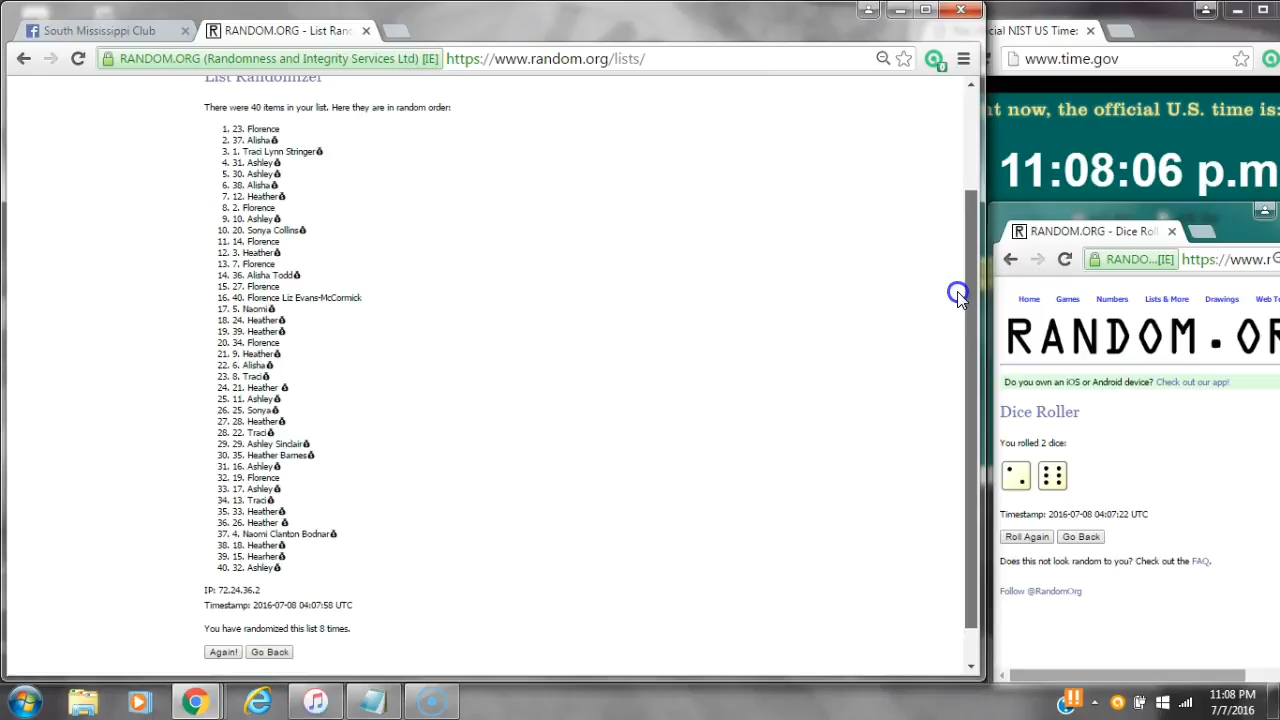 South Mississippi Club
RANDOM.ORG - List Ran
RANDOM.ORG (Randomness and Integrity Services Ltd) [IE]
https://www.random.org/lists/
List Randomizer
There were 40 items in your list. Here they are in random order:
1. 23. Florence
2. 37. Alisha
3. 1. Traci Lynn Stringer
4. 31. Ashley
5. 30. Ashley
6. 38. Alisha
7. 12. Heather
8. 2. Florence
9. 10. Ashley
10. 20. Sonya Collins
11. 14. Florence
12. 3. Heather
13. 7. Florence
14. 36. Alisha Todd
15. 27. Florence
16. 40. Florence Liz Evans-McCormick
17. 5. Naomi
18. 24. Heather
19. 39. Heather
20. 34. Florence
21. 9. Heather
22. 6. Alisha
23. 8. Traci
24. 21. Heather
25. 11. Ashley
26. 25. Sonya
27. 28. Heather
28. 22. Traci
29. 29. Ashley Sinclair
30. 35. Heather Barnes
31. 16. Ashley
32. 19. Florence
33. 17. Ashley
34. 13. Traci
35. 33. Heather
36. 26. Heather
37. 4. Naomi Clanton Bodnar
38. 18. Heather
39. 15. Hearher
40. 32. Ashley
IP: 72.24.36.2
Timestamp: 2016-07-08 04:07:58 UTC
You have randomized this list 8 times.
Again! Go Back
NIST US Time:
www.time.gov
nt now, the official U.S. time is:
11:08:06 p.m
RANDOM.ORG - Dice Roll
RANDO...[IE]
https://www.r
Home Games Numbers Lists & More Drawings Web To
RANDOM.OR
Do you own an iOS or Android device? Check out our app!
Dice Roller
You rolled 2 dice:
Timestamp: 2016-07-08 04:07:22 UTC
Roll Again Go Back
Does this not look random to you? Check out the FAQ.
Follow @RandomOrg
11:08 PM
7/7/2016